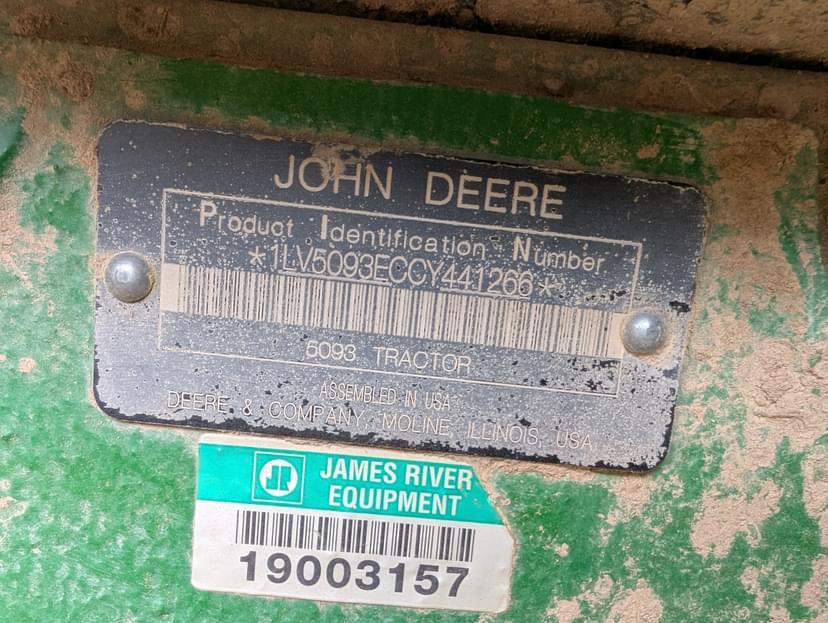 JOHN DEERE
Product Identification Number
*1LV5093ECCY441266*
5093 TRACTOR
ASSEMBLED IN USA
DEERE & COMPANY, MOLINE, ILLINOIS, USA
JR
JAMES RIVER
EQUIPMENT
19003157